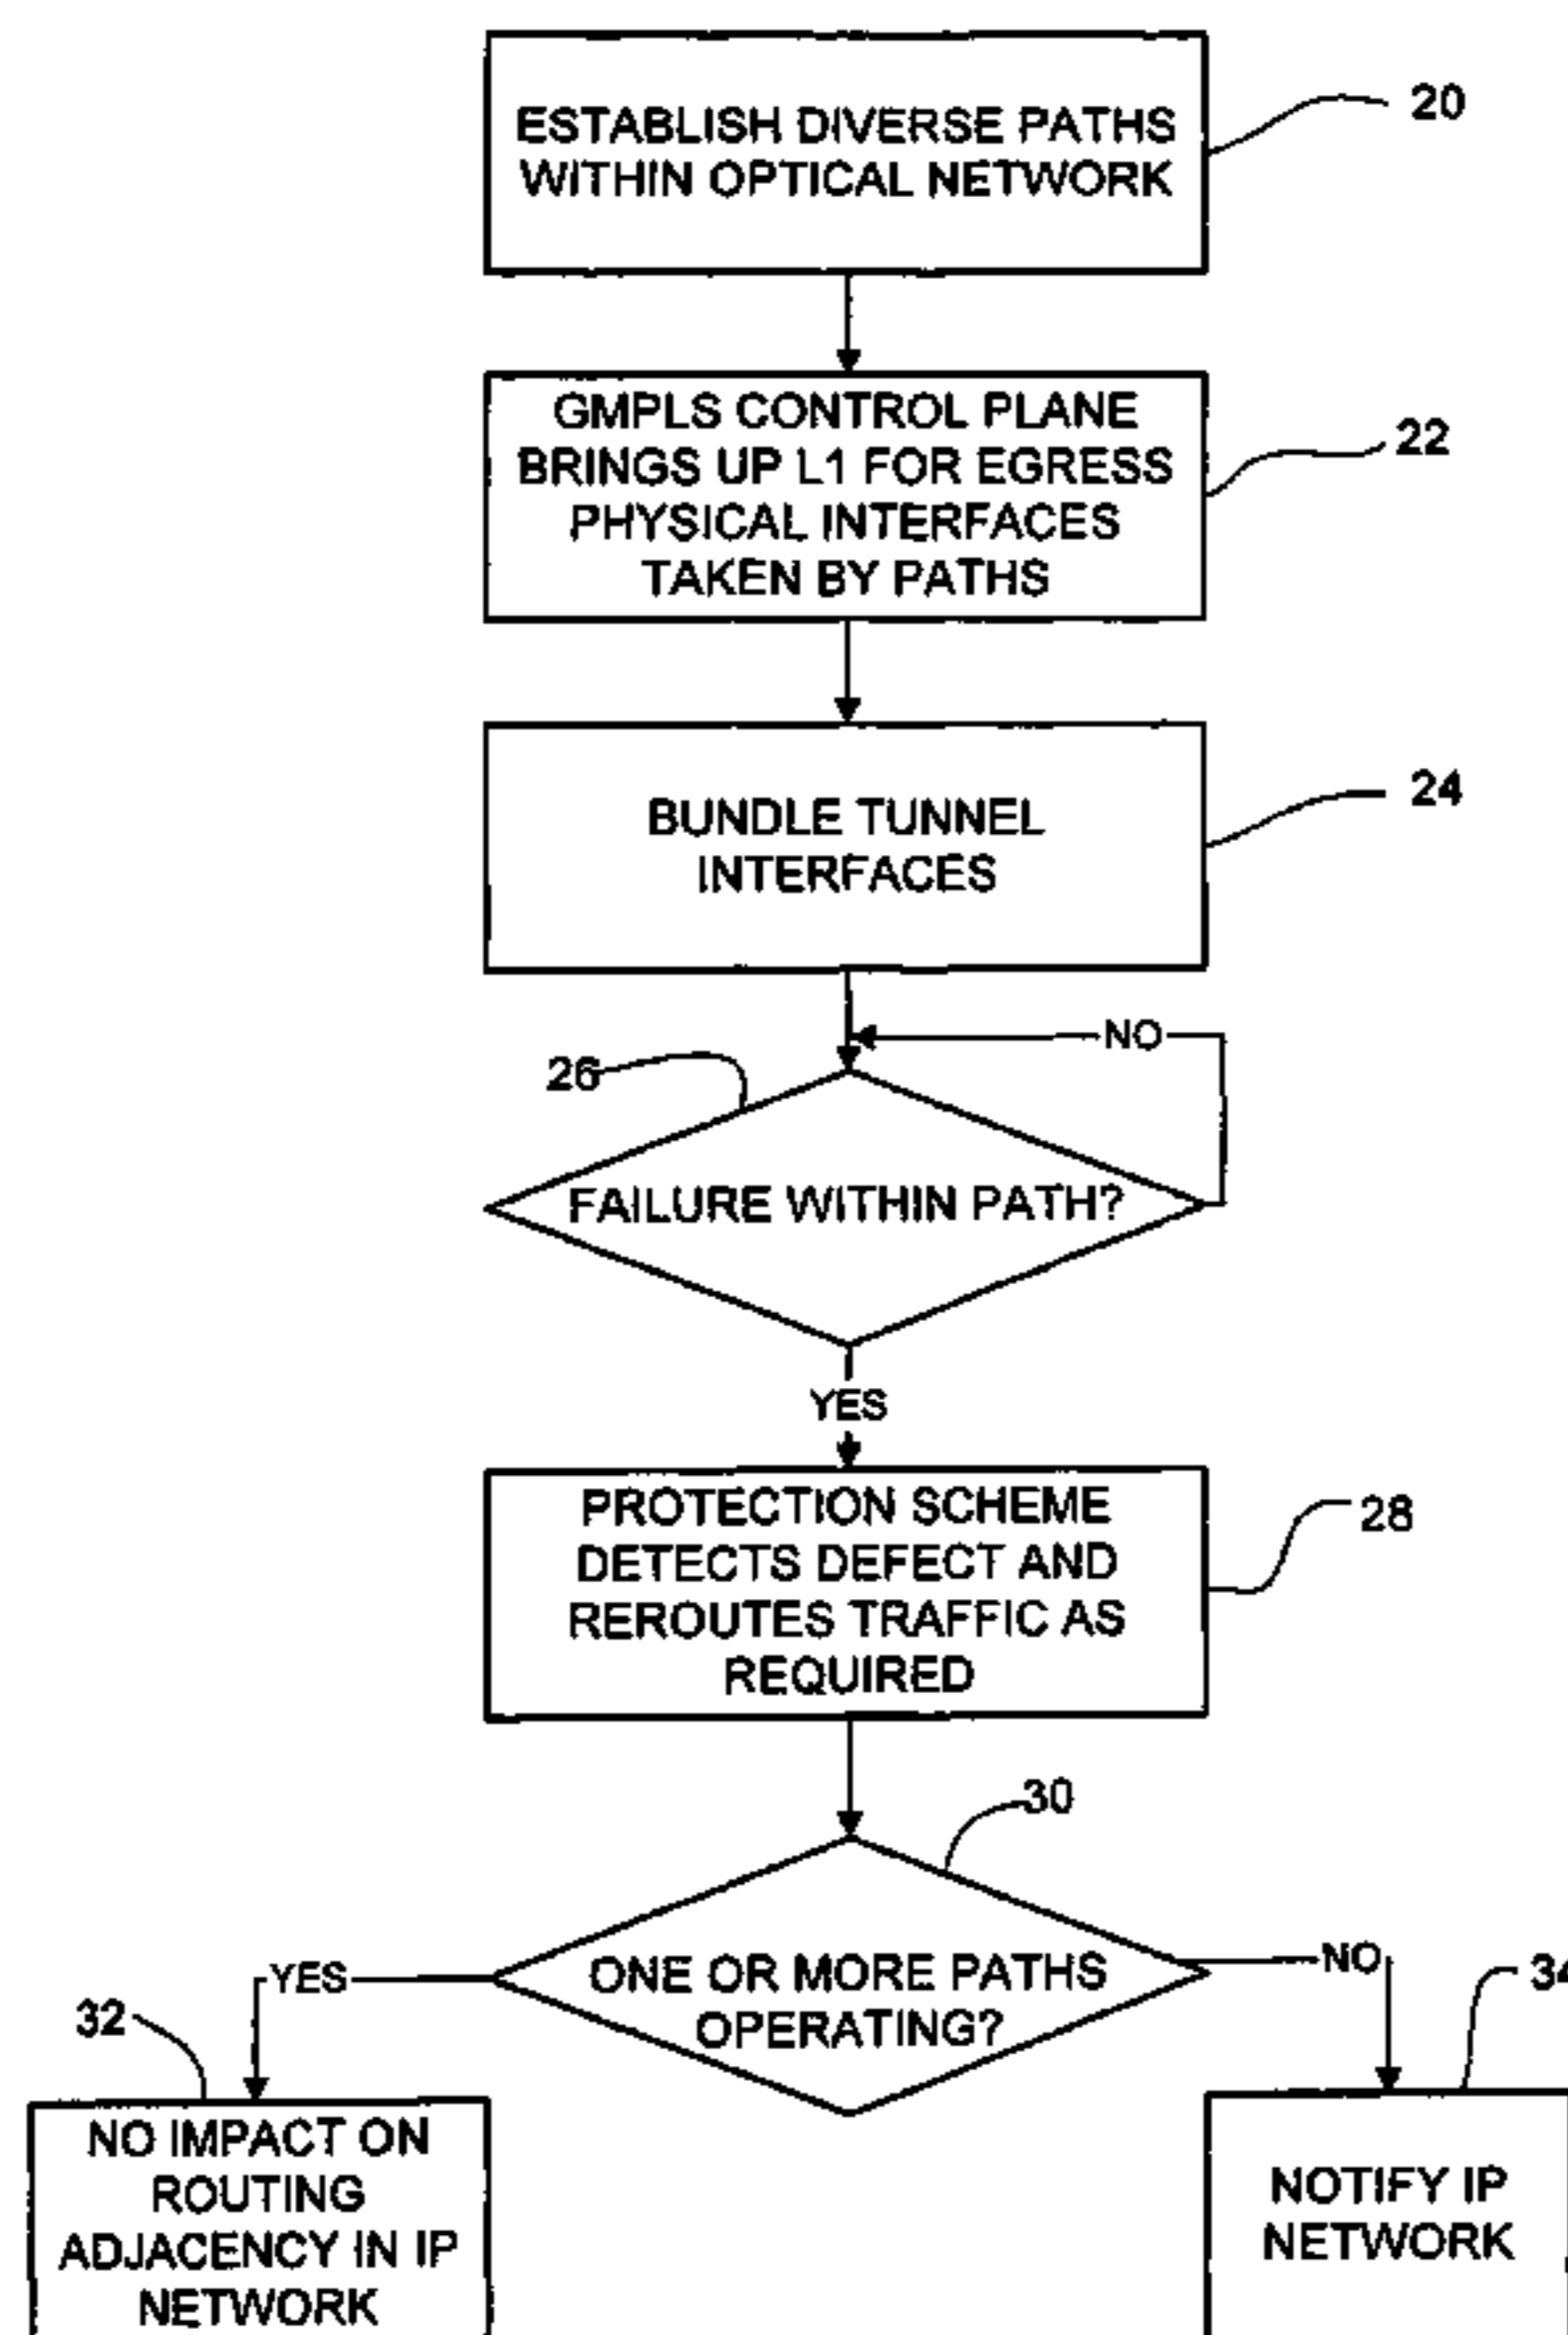 ESTABLISH DIVERSE PATHS
WITHIN OPTICAL NETWORK
20
GMPLS CONTROL PLANE
BRINGS UP L1 FOR EGRESS
PHYSICAL INTERFACES
TAKEN BY PATHS
22
BUNDLE TUNNEL
INTERFACES
24
NO
26
FAILURE WITHIN PATH?
YES
PROTECTION SCHEME
DETECTS DEFECT AND
REROUTES TRAFFIC AS
REQUIRED
28
30
ONE OR MORE PATHS
OPERATING?
YES
NO
32
34
NO IMPACT ON
ROUTING
ADJACENCY IN IP
NETWORK
NOTIFY IP
NETWORK